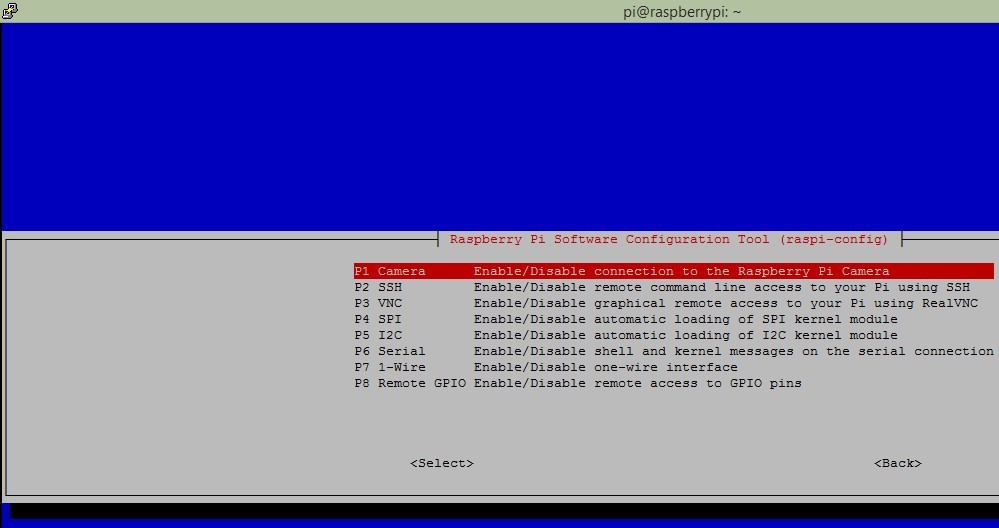 pi@raspberrypi: ~
Raspberry Pi Software Configuration Tool (raspi-config)
P1 Camera Enable/Disable connection to the Raspberry Pi Camera
P2 SSH Enable/Disable remote command line access to your Pi using SSH
P3 VNC Enable/Disable graphical remote access to your Pi using RealVNC
P4 SPI Enable/Disable automatic loading of SPI kernel module
P5 I2C Enable/Disable automatic loading of I2C kernel module
P6 Serial Enable/Disable shell and kernel messages on the serial connection
P7 1-Wire Enable/Disable one-wire interface
P8 Remote GPIO Enable/Disable remote access to GPIO pins
<Select> <Back>